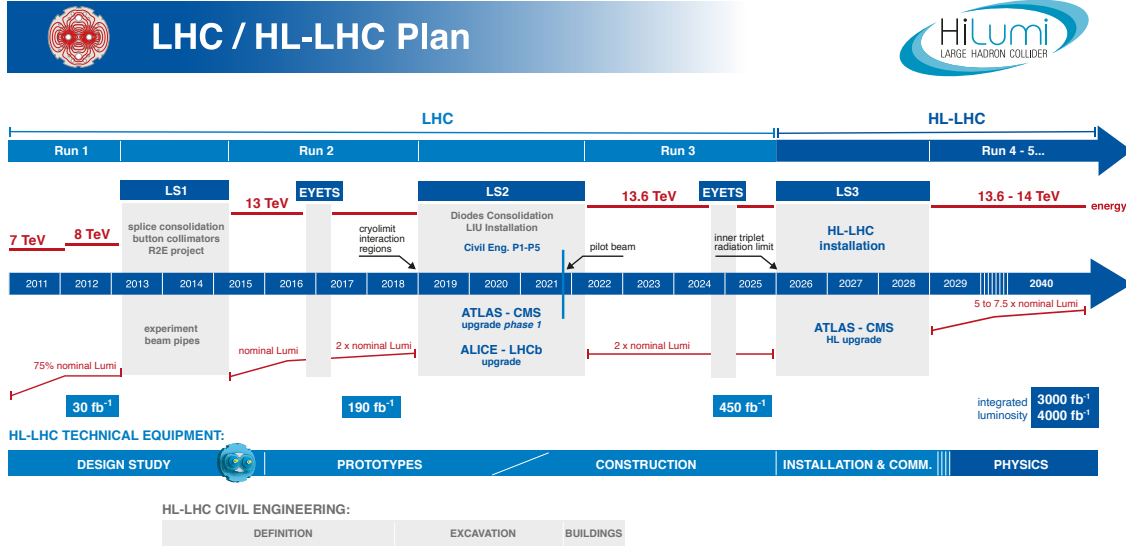 LHC / HL-LHC Plan
HiLumi
LARGE HADRON COLLIDER
LHC
HL-LHC
Run 1
Run 2
Run 3
Run 4 - 5...
LS1
EYETS
LS2
EYETS
LS3
13 TeV
13.6 TeV
13.6 - 14 TeV
energy
7 TeV
8 TeV
splice consolidation
button collimators
R2E project
cryolimit
interaction
regions
Diodes Consolidation
LIU Installation
Civil Eng. P1-P5
pilot beam
inner triplet
radiation limit
HL-LHC
installation
2011 2012 2013 2014 2015 2016 2017 2018 2019 2020 2021 2022 2023 2024 2025 2026 2027 2028 2029 2040
5 to 7.5 x nominal Lumi
experiment
beam pipes
ATLAS - CMS
upgrade phase 1
ALICE - LHCb
upgrade
ATLAS - CMS
HL upgrade
75% nominal Lumi
nominal Lumi
2 x nominal Lumi
2 x nominal Lumi
30 fb⁻¹
190 fb⁻¹
450 fb⁻¹
integrated
luminosity
3000 fb⁻¹
4000 fb⁻¹
HL-LHC TECHNICAL EQUIPMENT:
DESIGN STUDY
PROTOTYPES
CONSTRUCTION
INSTALLATION & COMM.
PHYSICS
HL-LHC CIVIL ENGINEERING:
DEFINITION
EXCAVATION
BUILDINGS